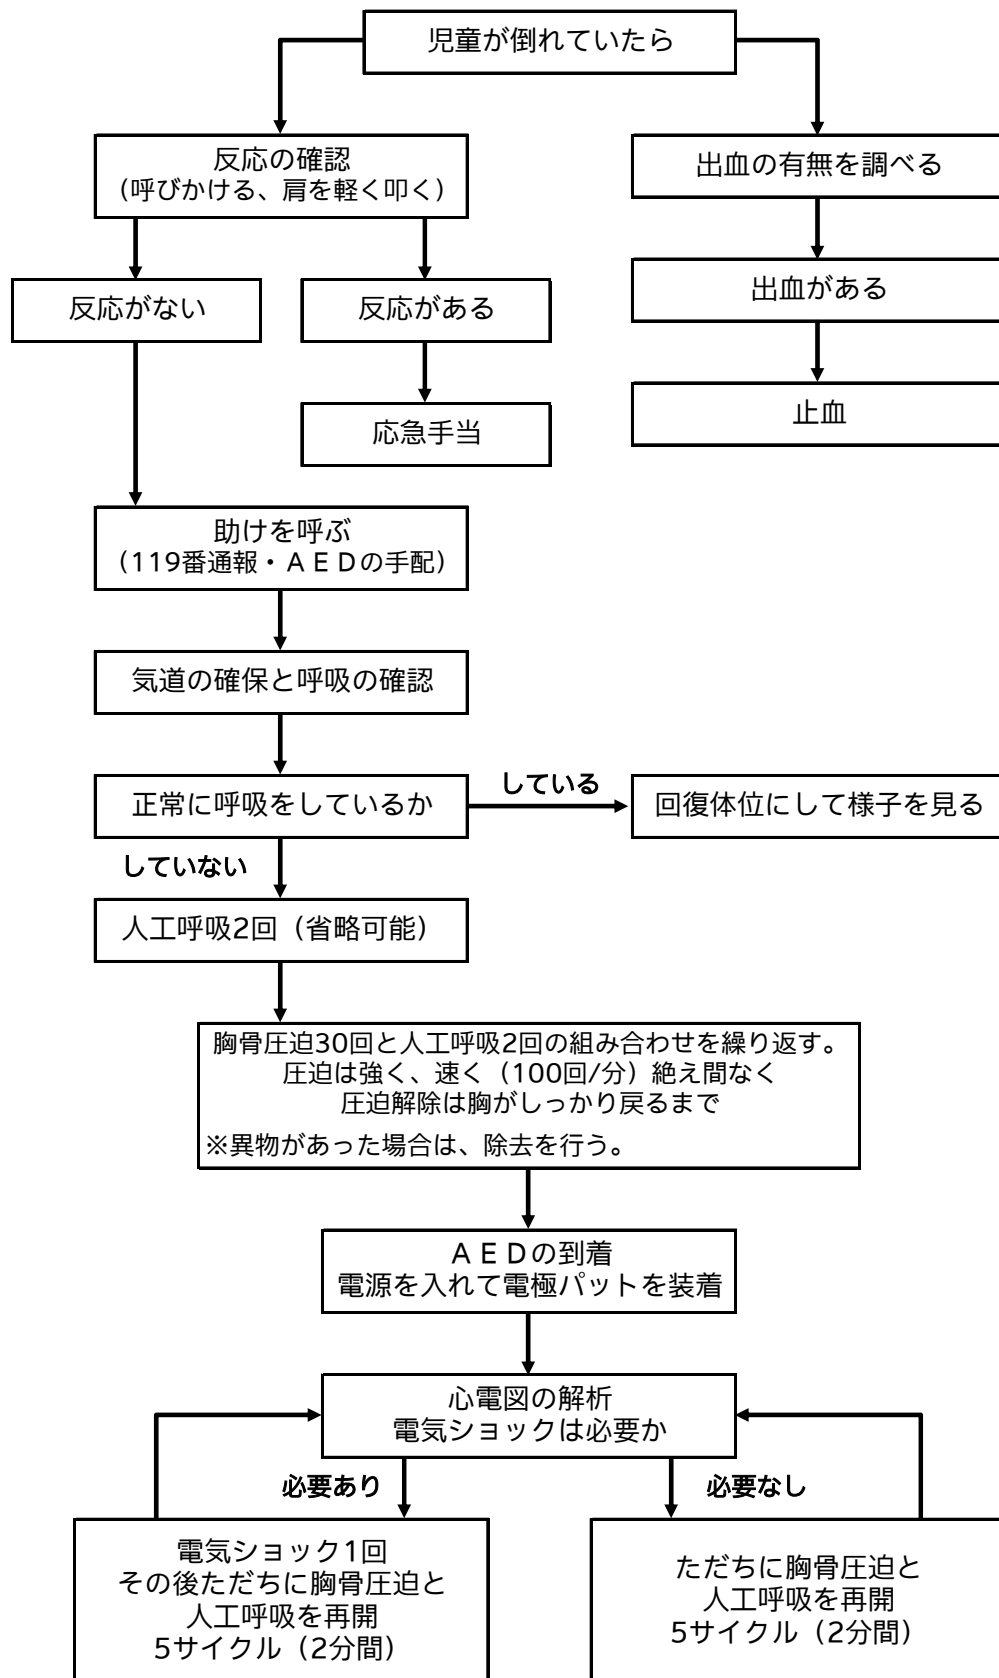 児童が倒れていたら
反応の確認
（呼びかける、肩を軽く叩く）
出血の有無を調べる
反応がない
反応がある
出血がある
応急手当
止血
助けを呼ぶ
（119番通報・ＡＥＤの手配）
気道の確保と呼吸の確認
正常に呼吸をしているか
している
回復体位にして様子を見る
していない
人工呼吸2回（省略可能）
胸骨圧迫30回と人工呼吸2回の組み合わせを繰り返す。
圧迫は強く、速く（100回/分）絶え間なく
圧迫解除は胸がしっかり戻るまで
※異物があった場合は、除去を行う。
ＡＥＤの到着
電源を入れて電極パットを装着
心電図の解析
電気ショックは必要か
必要あり
必要なし
電気ショック1回
その後ただちに胸骨圧迫と
人工呼吸を再開
5サイクル（2分間）
ただちに胸骨圧迫と
人工呼吸を再開
5サイクル（2分間）